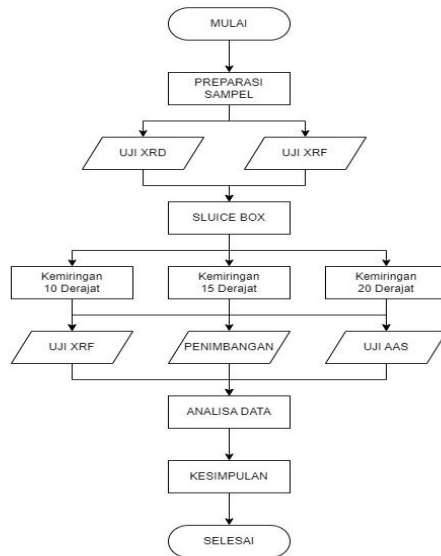 MULAI
PREPARASI
SAMPEL
UJI XRD
UJI XRF
SLUICE BOX
Kemiringan
10 Derajat
Kemiringan
15 Derajat
Kemiringan
20 Derajat
UJI XRF
PENIMBANGAN
UJI AAS
ANALISA DATA
KESIMPULAN
SELESAI